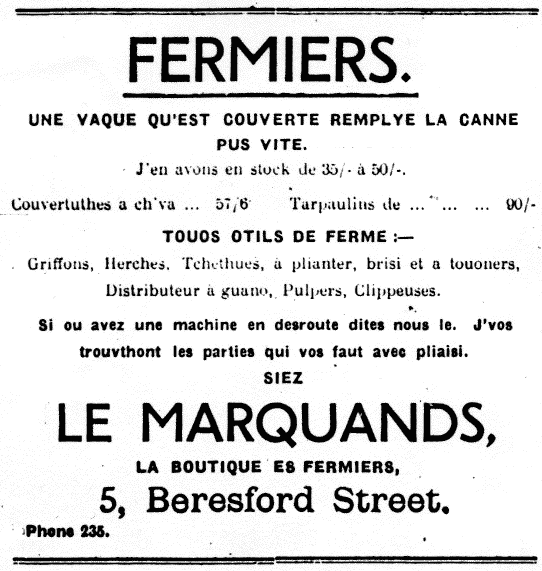 FERMIERS.
UNE VAQUE QU'EST COUVERTE REMPLYE LA CANNE
PUS VITE.
J'en avons en stock de 35/- à 50/-.
Couvertuthes a ch'va ... 57/6 Tarpaulins de ... ... ... 90/-
TOUOS OTILS DE FERME :—
Griffons, Herches, Tchéthues, à plianter, brisi et a touoners,
Distributeur à guano, Pulpers, Clippeuses.
Si ou avez une machine en desroute dites nous le. J'vos
trouvthont les parties qui vos faut avec pliaisi.
SIEZ
LE MARQUANDS,
LA BOUTIQUE ES FERMIERS,
5, Beresford Street.
Phone 235.